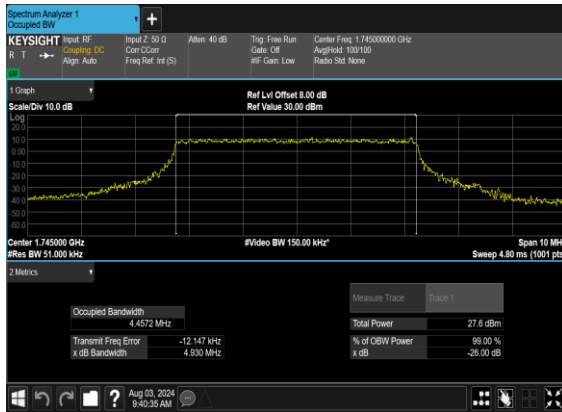 Spectrum Analyzer 1
Occupied BW
+
KEYSIGHT
R T
Input: RF
Coupling: DC
Align: Auto
Input Z: 50 Ω
Corr CCorr
Freq Ref: Int (S)
Atten: 40 dB
Trig: Free Run
Gate: Off
#IF Gain: Low
Center Freq: 1.745000000 GHz
Avg|Hold: 100/100
Radio Std: None
1 Graph
Scale/Div 10.0 dB
Ref Lvl Offset 8.00 dB
Ref Value 30.00 dBm
Log
20.0
10.0
0.00
-10.0
-20.0
-30.0
-40.0
-50.0
-60.0
Center 1.745000 GHz
#Res BW 51.000 kHz
#Video BW 150.00 kHz*
Span 10 MH
Sweep 4.80 ms (1001 pts
2 Metrics
Measure Trace Trace 1
Occupied Bandwidth
4.4572 MHz
Total Power 27.6 dBm
Transmit Freq Error -12.147 kHz
% of OBW Power 99.00 %
x dB Bandwidth 4.930 MHz
x dB -26.00 dB
?
Aug 03, 2024
9:40:35 AM